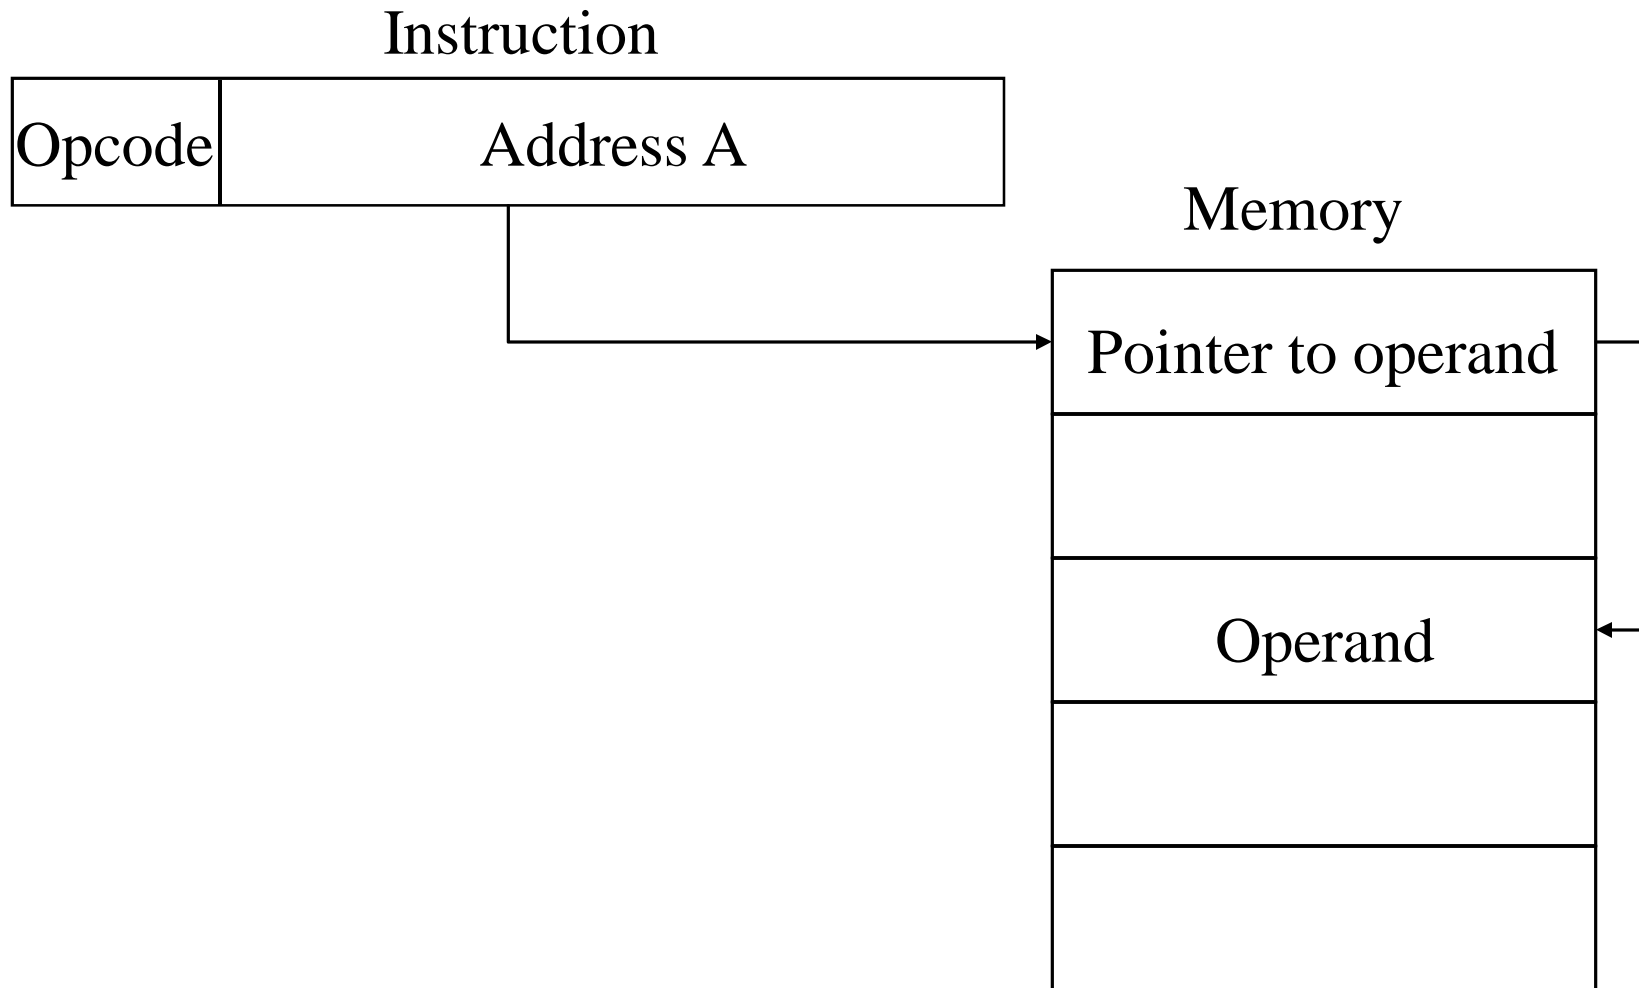 Instruction
Opcode
Address A
Memory
Pointer to operand
Operand